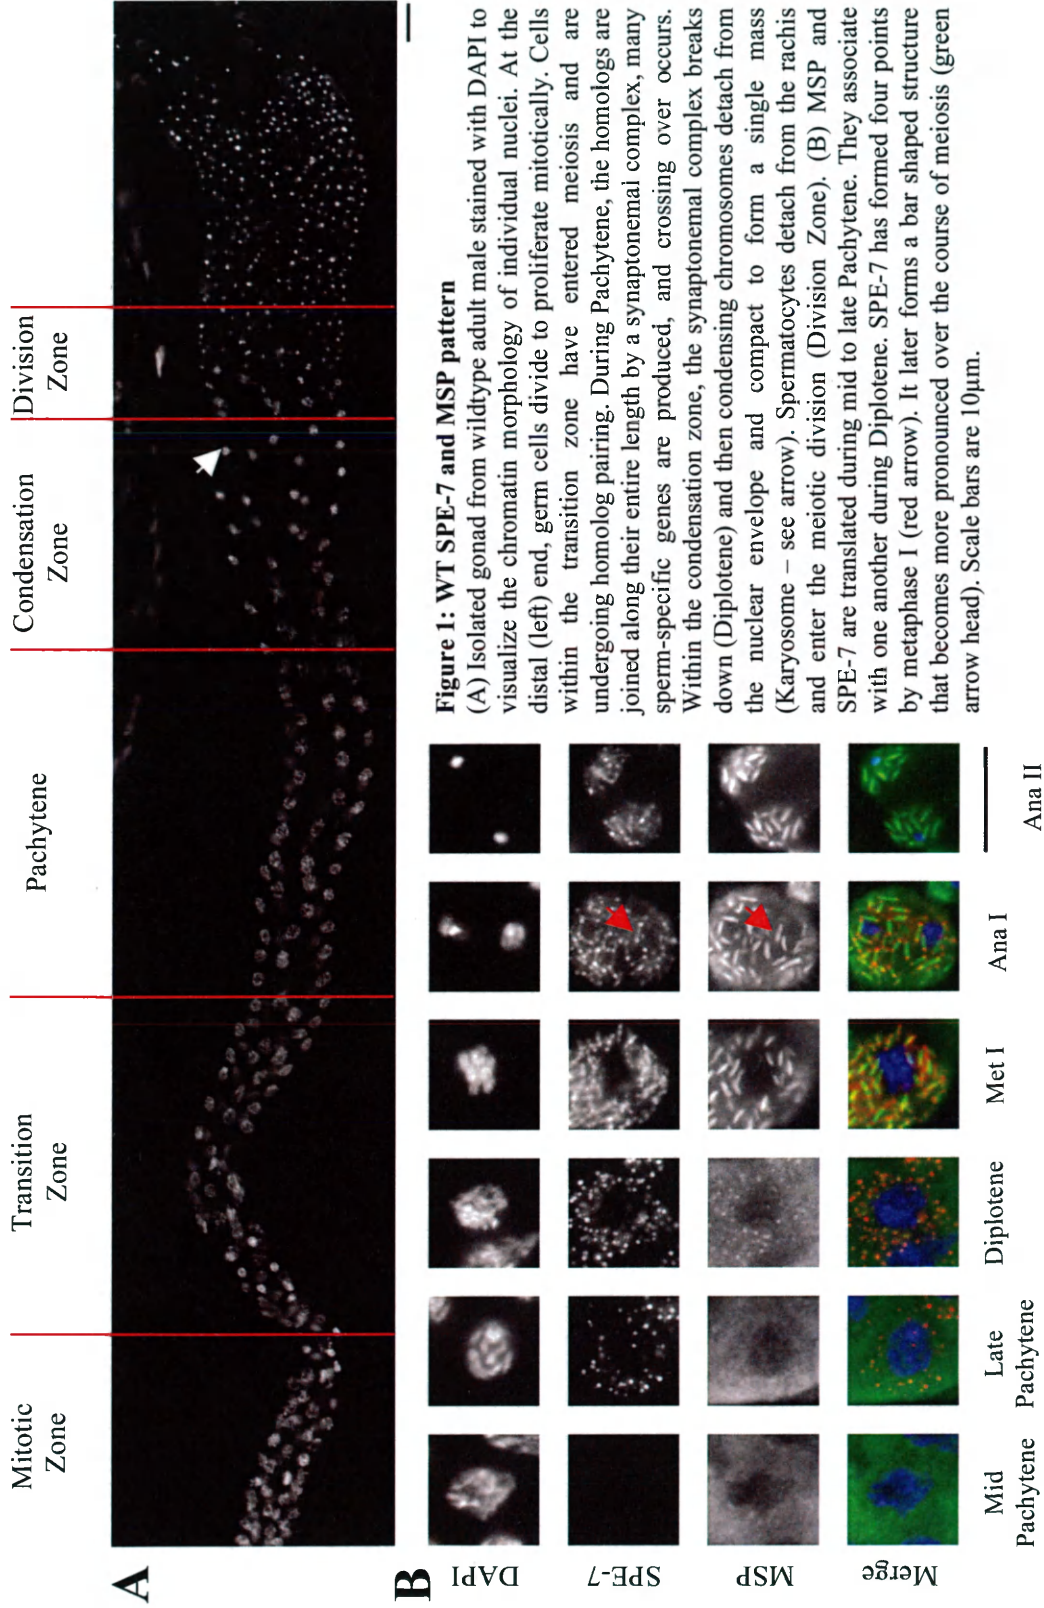 A
Mitotic
Zone
Transition
Zone
Pachytene
Condensation
Zone
Division
Zone
B
DAPI
SPE-7
MSP
Merge
Mid
Pachytene
Late
Pachytene
Diplotene
Met I
Ana I
Ana II
Figure 1: WT SPE-7 and MSP pattern
(A) Isolated gonad from wildtype adult male stained with DAPI to
visualize the chromatin morphology of individual nuclei. At the
distal (left) end, germ cells divide to proliferate mitotically. Cells
within the transition zone have entered meiosis and are
undergoing homolog pairing. During Pachytene, the homologs are
joined along their entire length by a synaptonemal complex, many
sperm-specific genes are produced, and crossing over occurs.
Within the condensation zone, the synaptonemal complex breaks
down (Diplotene) and then condensing chromosomes detach from
the nuclear envelope and compact to form a single mass
(Karyosome – see arrow). Spermatocytes detach from the rachis
and enter the meiotic division (Division Zone). (B) MSP and
SPE-7 are translated during mid to late Pachytene. They associate
with one another during Diplotene. SPE-7 has formed four points
by metaphase I (red arrow). It later forms a bar shaped structure
that becomes more pronounced over the course of meiosis (green
arrow head). Scale bars are 10µm.